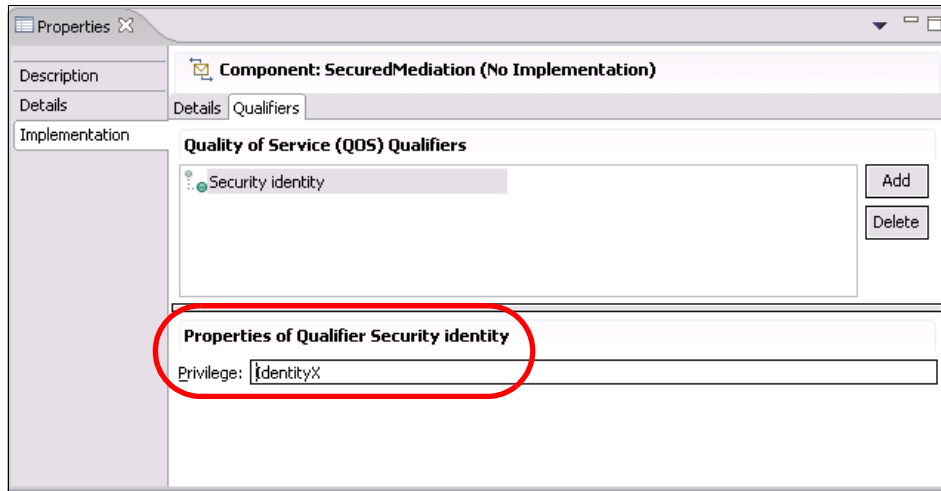 Properties
Component: SecuredMediation (No Implementation)
Description
Details
Implementation
Details Qualifiers
Quality of Service (QOS) Qualifiers
Security identity
Add
Delete
Properties of Qualifier Security identity
Privilege: IdentityX